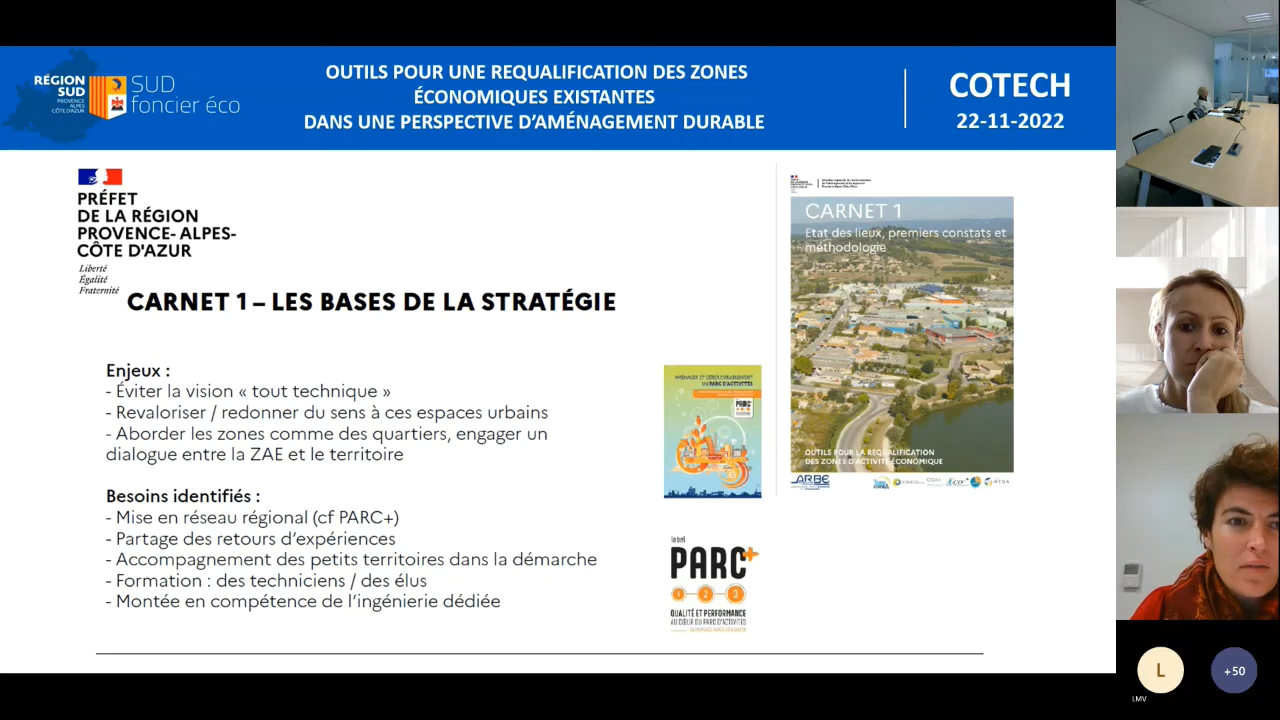 RÉGION
SUD
PROVENCE
ALPES
CÔTE D'AZUR
SUD
foncier éco
OUTILS POUR UNE REQUALIFICATION DES ZONES
ÉCONOMIQUES EXISTANTES
DANS UNE PERSPECTIVE D'AMÉNAGEMENT DURABLE
COTECH
22-11-2022
PRÉFET
DE LA RÉGION
PROVENCE- ALPES-
CÔTE D'AZUR
Liberté
Égalité
Fraternité
CARNET 1 – LES BASES DE LA STRATÉGIE
Enjeux :
- Éviter la vision « tout technique »
- Revaloriser / redonner du sens à ces espaces urbains
- Aborder les zones comme des quartiers, engager un
dialogue entre la ZAE et le territoire
Besoins identifiés :
- Mise en réseau régional (cf PARC+)
- Partage des retours d'expériences
- Accompagnement des petits territoires dans la démarche
- Formation : des techniciens / des élus
- Montée en compétence de l'ingénierie dédiée
CARNET 1
Etat des lieux, premiers constats et
méthodologie
OUTILS POUR LA REQUALIFICATION
DES ZONES D'ACTIVITÉ ÉCONOMIQUE
ARBE
label
PARC+
1 2 3
QUALITÉ ET PERFORMANCE
AU CŒUR DU PARC D'ACTIVITÉS
L
+50
LMV